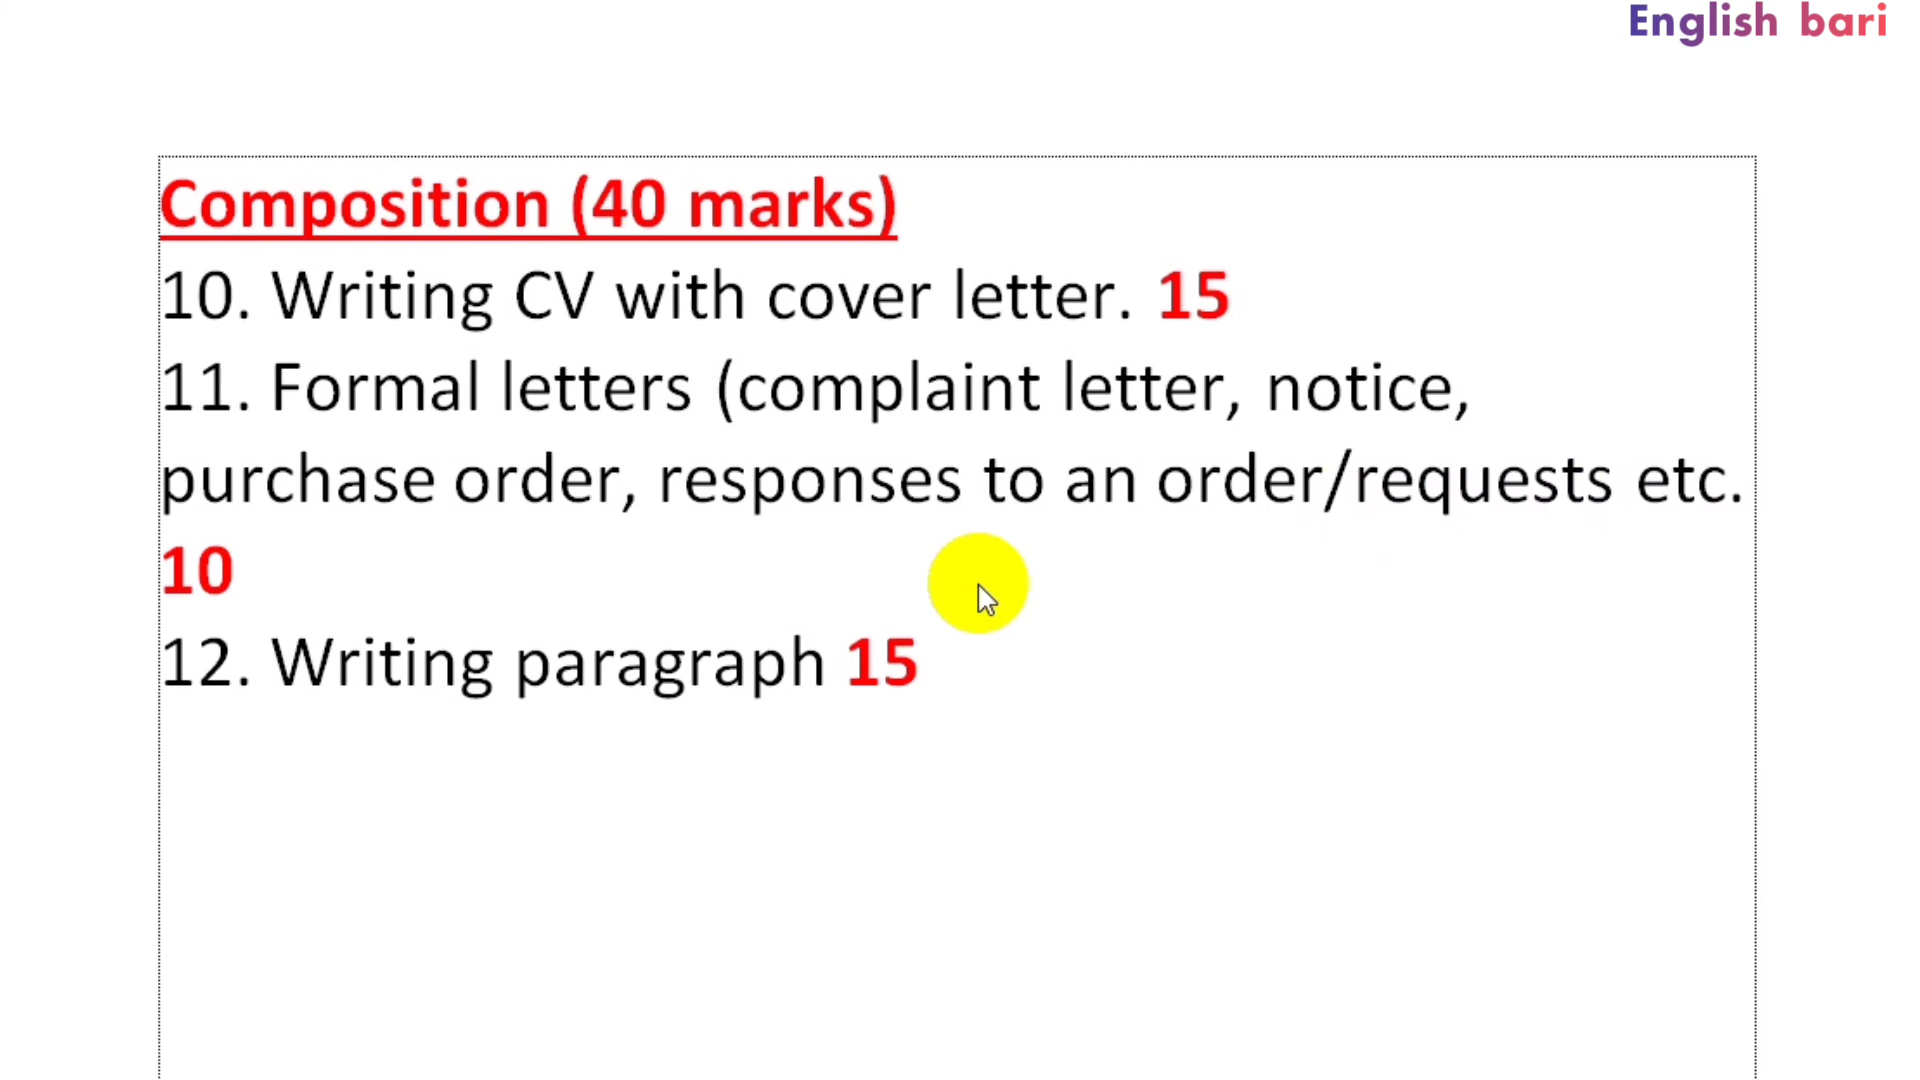 English bari
Composition (40 marks)
10. Writing CV with cover letter. 15
11. Formal letters (complaint letter, notice,
purchase order, responses to an order/requests etc.
10
12. Writing paragraph 15